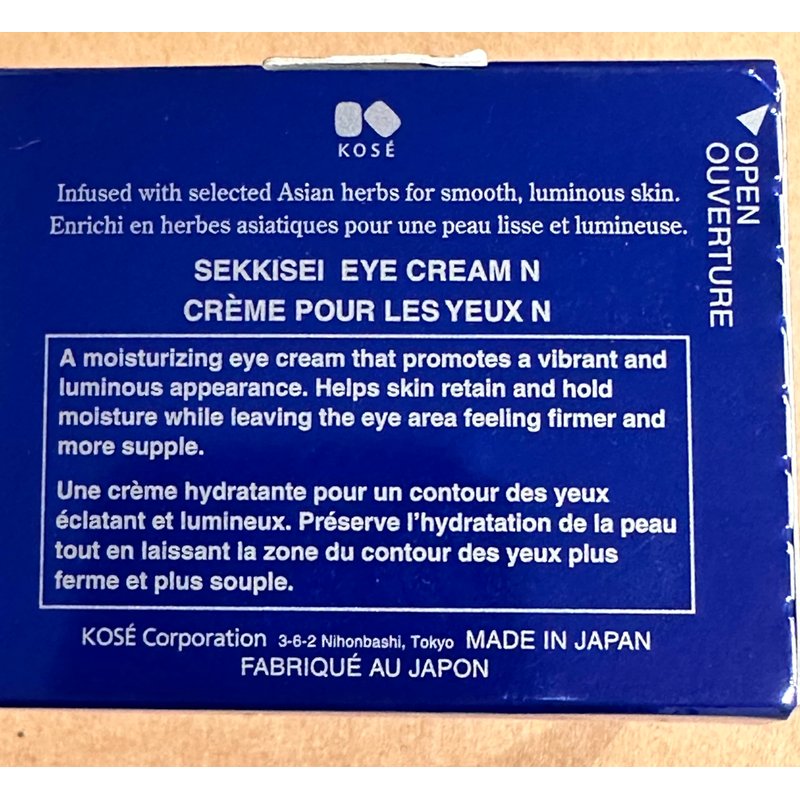 KOSÉ
Infused with selected Asian herbs for smooth, luminous skin.
Enrichi en herbes asiatiques pour une peau lisse et lumineuse.
SEKKISEI EYE CREAM N
CRÈME POUR LES YEUX N
A moisturizing eye cream that promotes a vibrant and
luminous appearance. Helps skin retain and hold
moisture while leaving the eye area feeling firmer and
more supple.
Une crème hydratante pour un contour des yeux
éclatant et lumineux. Préserve l'hydratation de la peau
tout en laissant la zone du contour des yeux plus
ferme et plus souple.
KOSÉ Corporation 3-6-2 Nihonbashi, Tokyo MADE IN JAPAN
FABRIQUÉ AU JAPON
OPEN
OUVERTURE